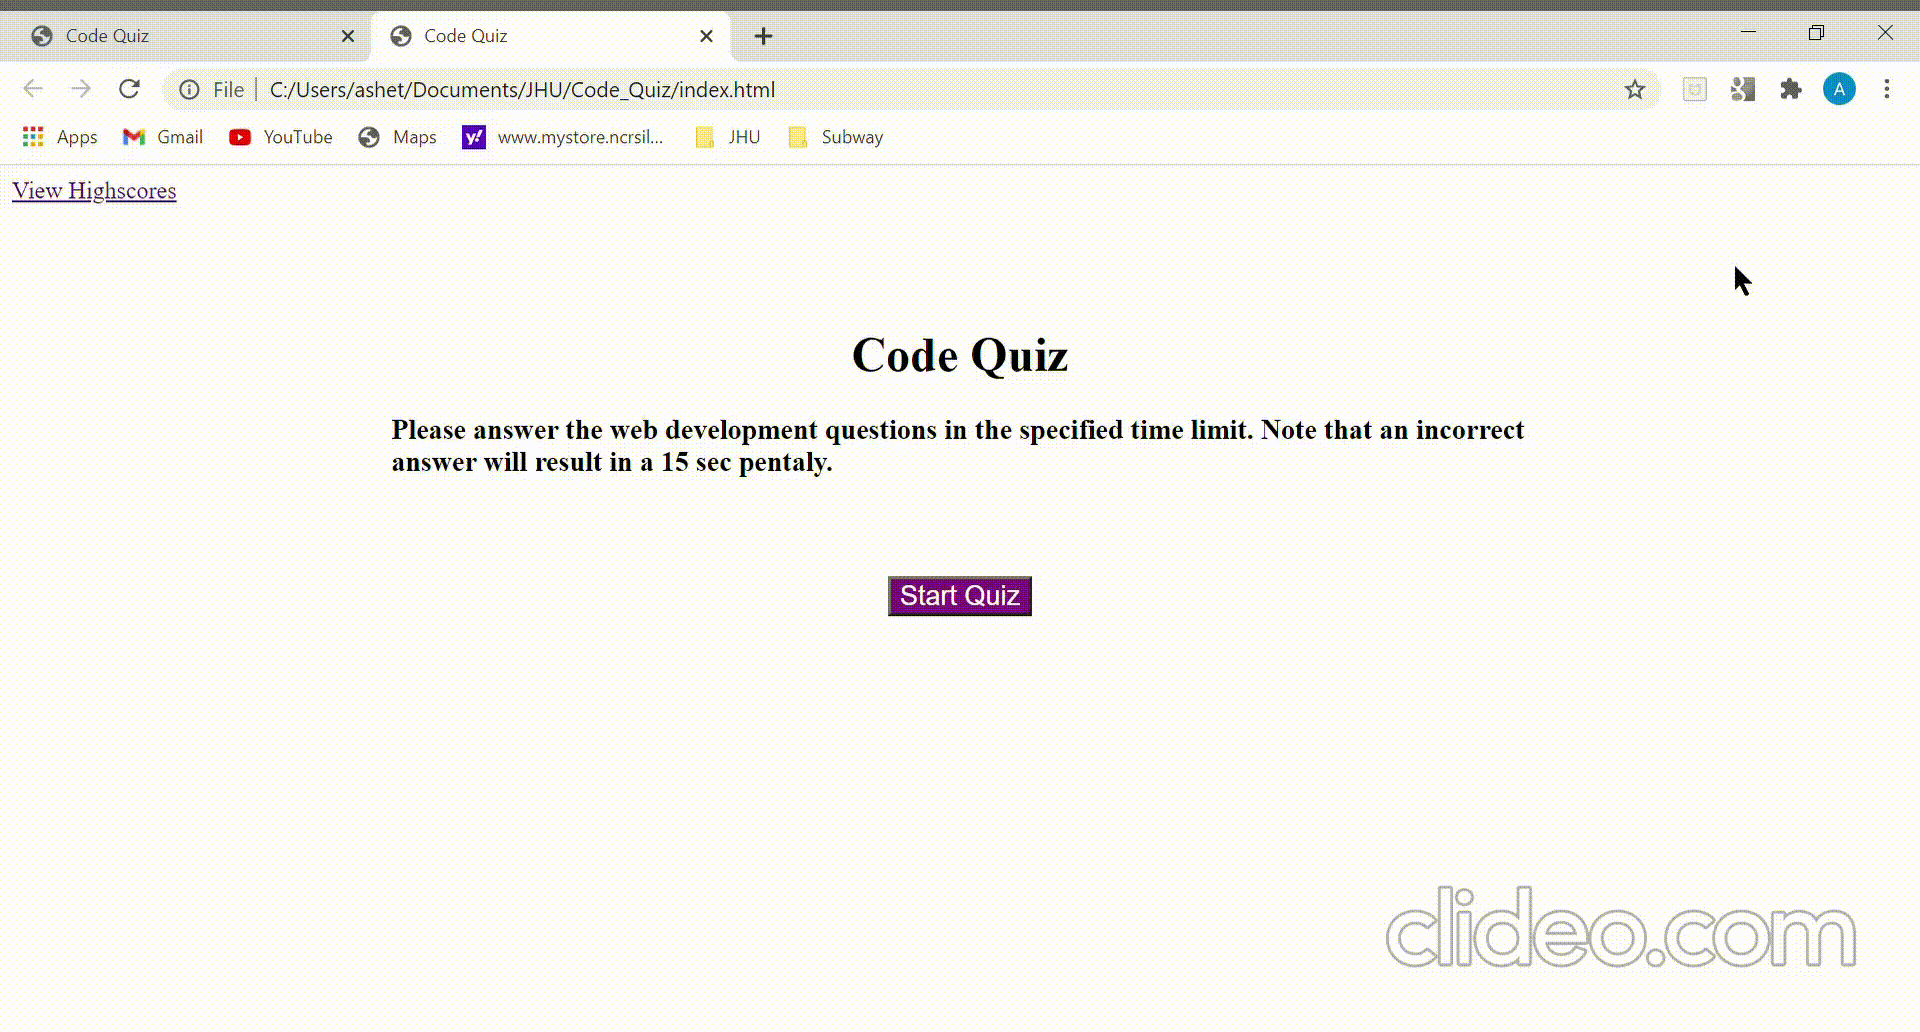 Code Quiz
Code Quiz
File C:/Users/ashet/Documents/JHU/Code_Quiz/index.html
A
Apps Gmail YouTube Maps y! www.mystore.ncrsil... JHU Subway
View Highscores
Code Quiz
Please answer the web development questions in the specified time limit. Note that an incorrect
answer will result in a 15 sec pentaly.
Start Quiz
clideo.com